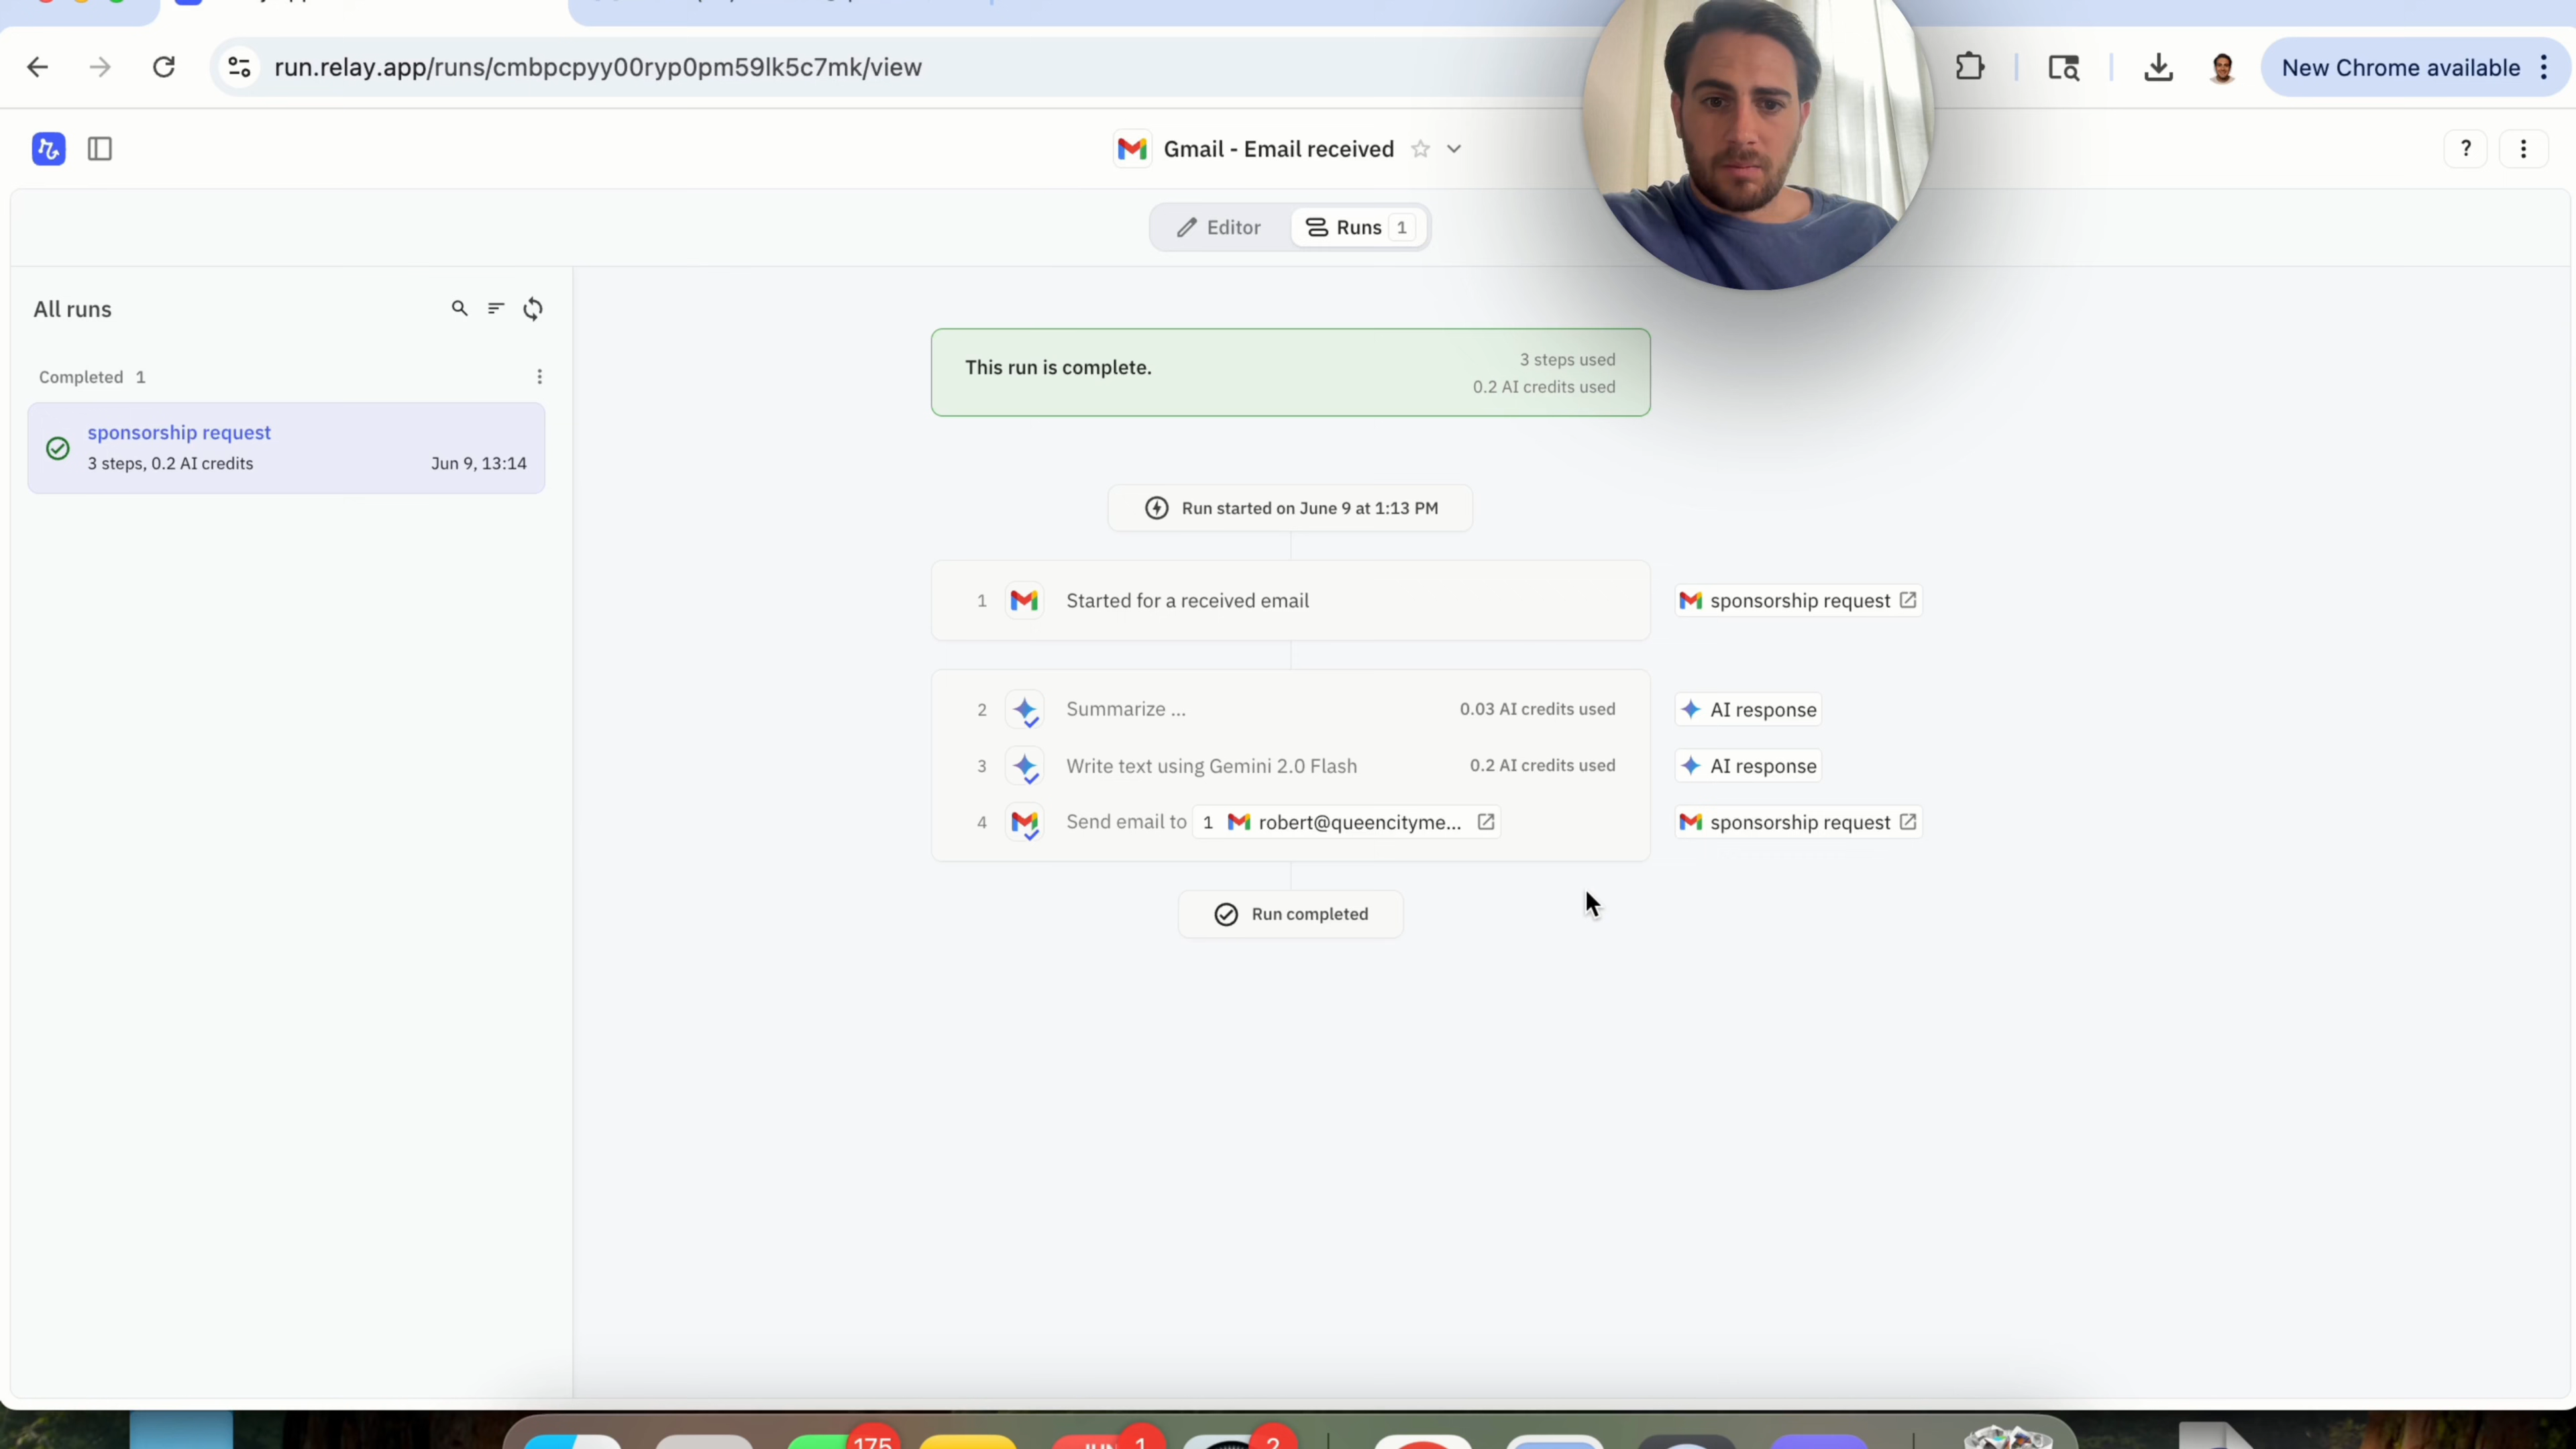 run.relay.app/runs/cmbpcpyy00ryp0pm59lk5c7mk/view
New Chrome available
Gmail - Email received
?
Editor
Runs 1
All runs
Completed 1
sponsorship request
3 steps, 0.2 AI credits
Jun 9, 13:14
This run is complete.
3 steps used
0.2 AI credits used
Run started on June 9 at 1:13 PM
1 Started for a received email
sponsorship request
2 Summarize ...
0.03 AI credits used
AI response
3 Write text using Gemini 2.0 Flash
0.2 AI credits used
AI response
4 Send email to 1 robert@queencityme...
sponsorship request
Run completed
175
JUN
1
2